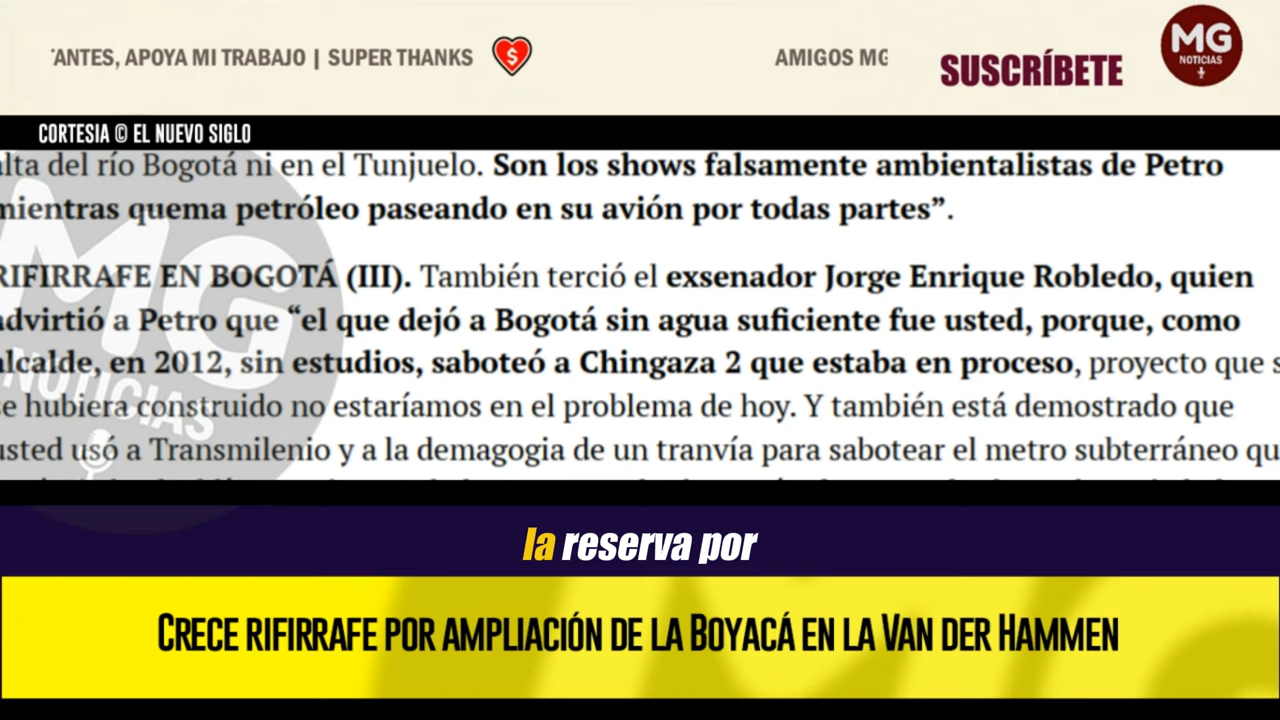 TANTES, APOYA MI TRABAJO | SUPER THANKS
AMIGOS MG
SUSCRÍBETE
MG
NOTICIAS
CORTESIA © EL NUEVO SIGLO
alta del río Bogotá ni en el Tunjuelo. Son los shows falsamente ambientalistas de Petro
mientras quema petróleo paseando en su avión por todas partes”.
RIFIRRAFE EN BOGOTÁ (III). También terció el exsenador Jorge Enrique Robledo, quien
advirtió a Petro que “el que dejó a Bogotá sin agua suficiente fue usted, porque, como
alcalde, en 2012, sin estudios, saboteó a Chingaza 2 que estaba en proceso, proyecto que s
se hubiera construido no estaríamos en el problema de hoy. Y también está demostrado que
usted usó a Transmilenio y a la demagogia de un tranvía para sabotear el metro subterráneo qu
MG
NOTICIAS
la reserva por
CRECE RIFIRRAFE POR AMPLIACIÓN DE LA BOYACÁ EN LA VAN DER HAMMEN